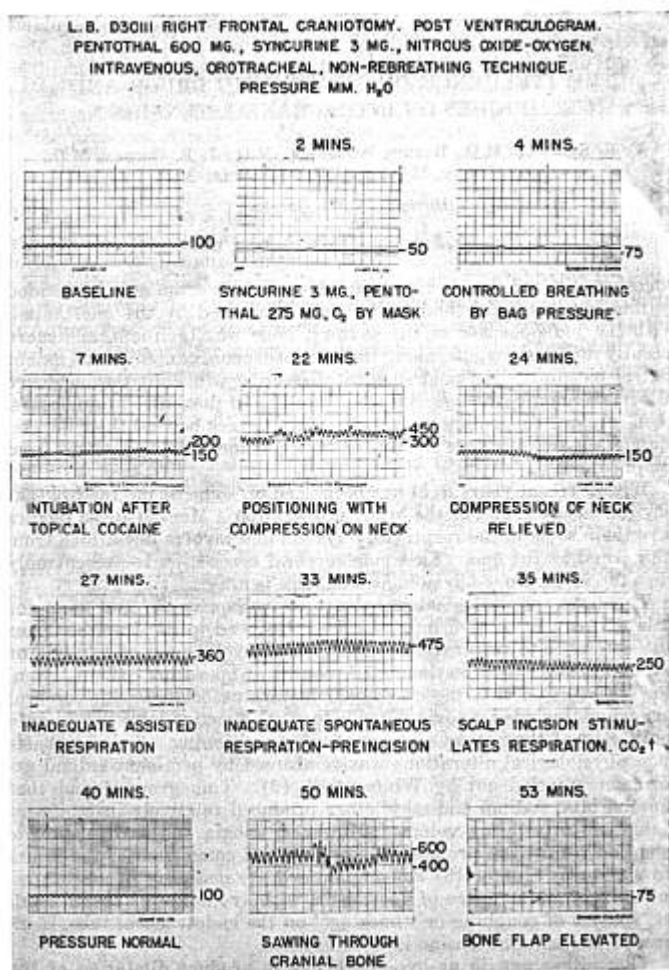 L.B. D30111 RIGHT FRONTAL CRANIOTOMY. POST VENTRICULOGRAM.
PENTOTHAL 600 MG., SYNCURINE 3 MG., NITROUS OXIDE-OXYGEN,
INTRAVENOUS, OROTRACHEAL, NON-REBREATHING TECHNIQUE.
PRESSURE MM. H₂O
2 MINS.
4 MINS.
100
50
75
BASELINE
SYNCURINE 3 MG., PENTO-
THAL 275 MG, O₂ BY MASK
CONTROLLED BREATHING
BY BAG PRESSURE
7 MINS.
22 MINS.
24 MINS.
200
150
450
300
150
INTUBATION AFTER
TOPICAL COCAINE
POSITIONING WITH
COMPRESSION ON NECK
COMPRESSION OF NECK
RELIEVED
27 MINS.
33 MINS.
35 MINS.
360
475
250
INADEQUATE ASSISTED
RESPIRATION
INADEQUATE SPONTANEOUS
RESPIRATION-PREINCISION
SCALP INCISION STIMU-
LATES RESPIRATION. CO₂↑
40 MINS.
50 MINS.
53 MINS.
100
600
400
75
PRESSURE NORMAL
SAWING THROUGH
CRANIAL BONE
BONE FLAP ELEVATED